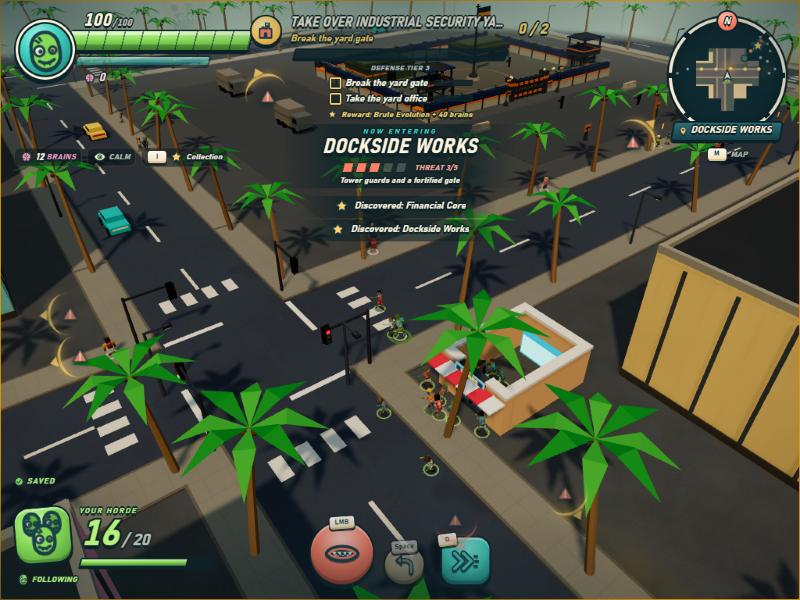 100/100
TAKE OVER INDUSTRIAL SECURITY YA... 0/2
Break the yard gate
N
DEFENSE TIER 3
0
Break the yard gate
Take the yard office
Reward: Brute Evolution + 40 brains
NOW ENTERING
DOCKSIDE WORKS
DOCKSIDE WORKS
M MAP
12 BRAINS CALM I Collection
THREAT 3/5
Tower guards and a fortified gate
Discovered: Financial Core
Discovered: Dockside Works
SAVED
YOUR HORDE
16/20
FOLLOWING
LMB
Space